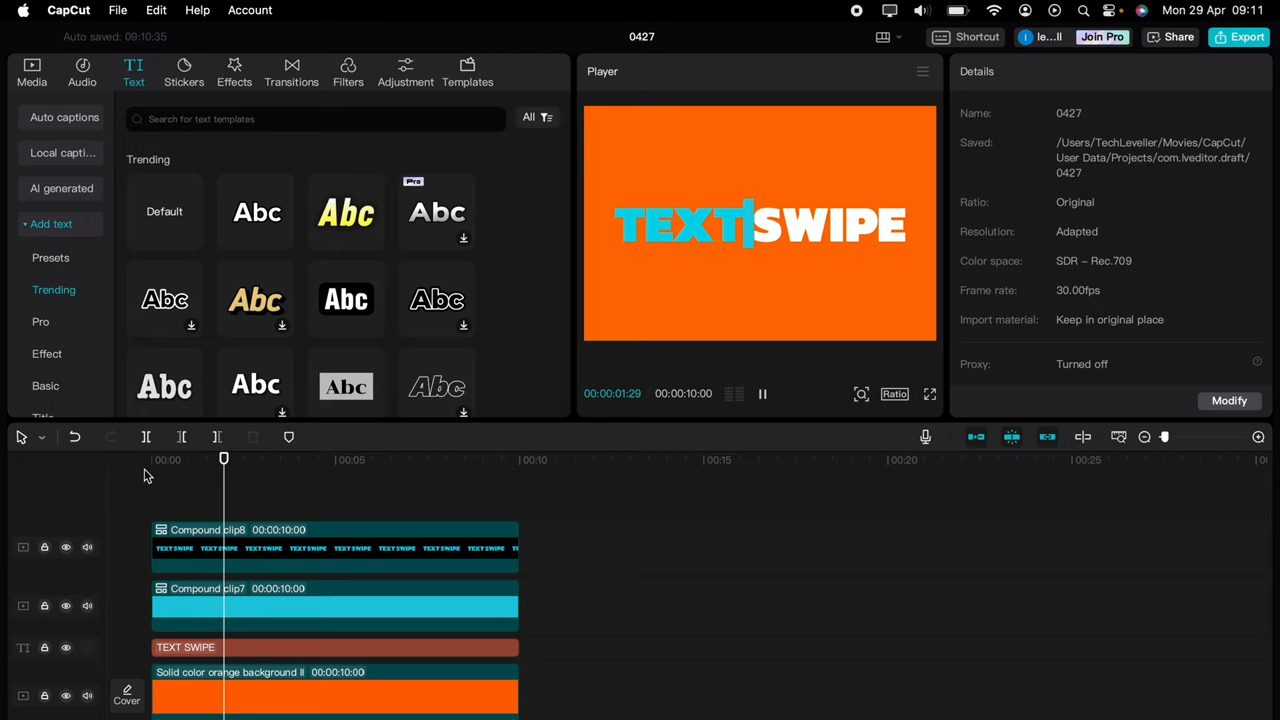 CapCut File Edit Help Account Mon 29 Apr 09:11
Auto saved: 09:10:35 0427 Shortcut le...ll Join Pro Share Export
Media Audio Text Stickers Effects Transitions Filters Adjustment Templates
Player
Details
Auto captions
Local capti...
AI generated
Add text
Presets
Trending
Pro
Effect
Basic
Search for text templates All
Trending
Default Abc Abc Pro Abc
Abc Abc Abc Abc
Abc Abc Abc Abc
TEXT SWIPE
00:00:01:29 00:00:10:00 Ratio
Name: 0427
Saved: /Users/TechLeveller/Movies/CapCut/
User Data/Projects/com.lveditor.draft/
0427
Ratio: Original
Resolution: Adapted
Color space: SDR – Rec.709
Frame rate: 30.00fps
Import material: Keep in original place
Proxy: Turned off
Modify
00:00 00:05 00:10 00:15 00:20 00:25
Compound clip8 00:00:10:00
TEXT SWIPE TEXT SWIPE TEXT SWIPE TEXT SWIPE TEXT SWIPE TEXT SWIPE TEXT SWIPE TEXT SWIPE
Compound clip7 00:00:10:00
TEXT SWIPE
Solid color orange background II 00:00:10:00
Cover